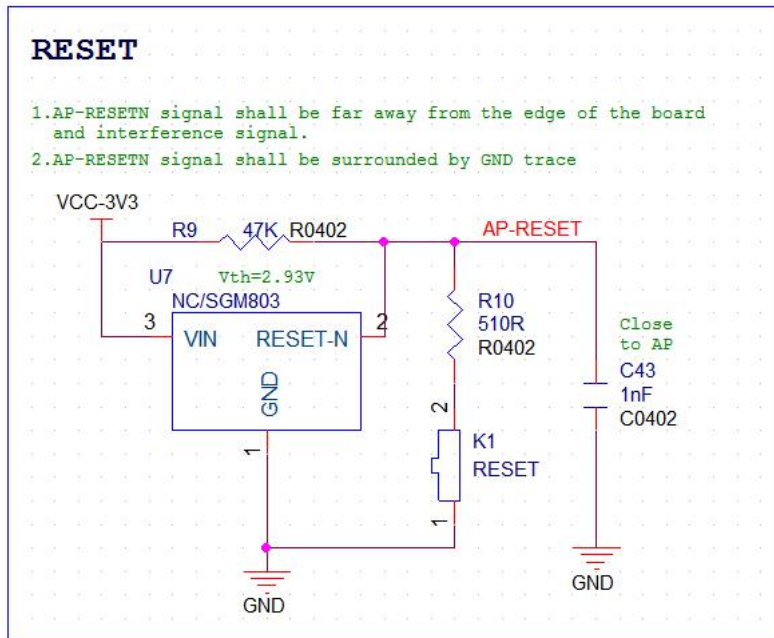 RESET
1.AP-RESETN signal shall be far away from the edge of the board
and interference signal.
2.AP-RESETN signal shall be surrounded by GND trace
VCC-3V3
R9 47K R0402
AP-RESET
U7 Vth=2.93V
NC/SGM803
3 VIN RESET-N 2
GND
1
R10
510R
R0402
2
K1
RESET
1
Close
to AP
C43
1nF
C0402
GND
GND